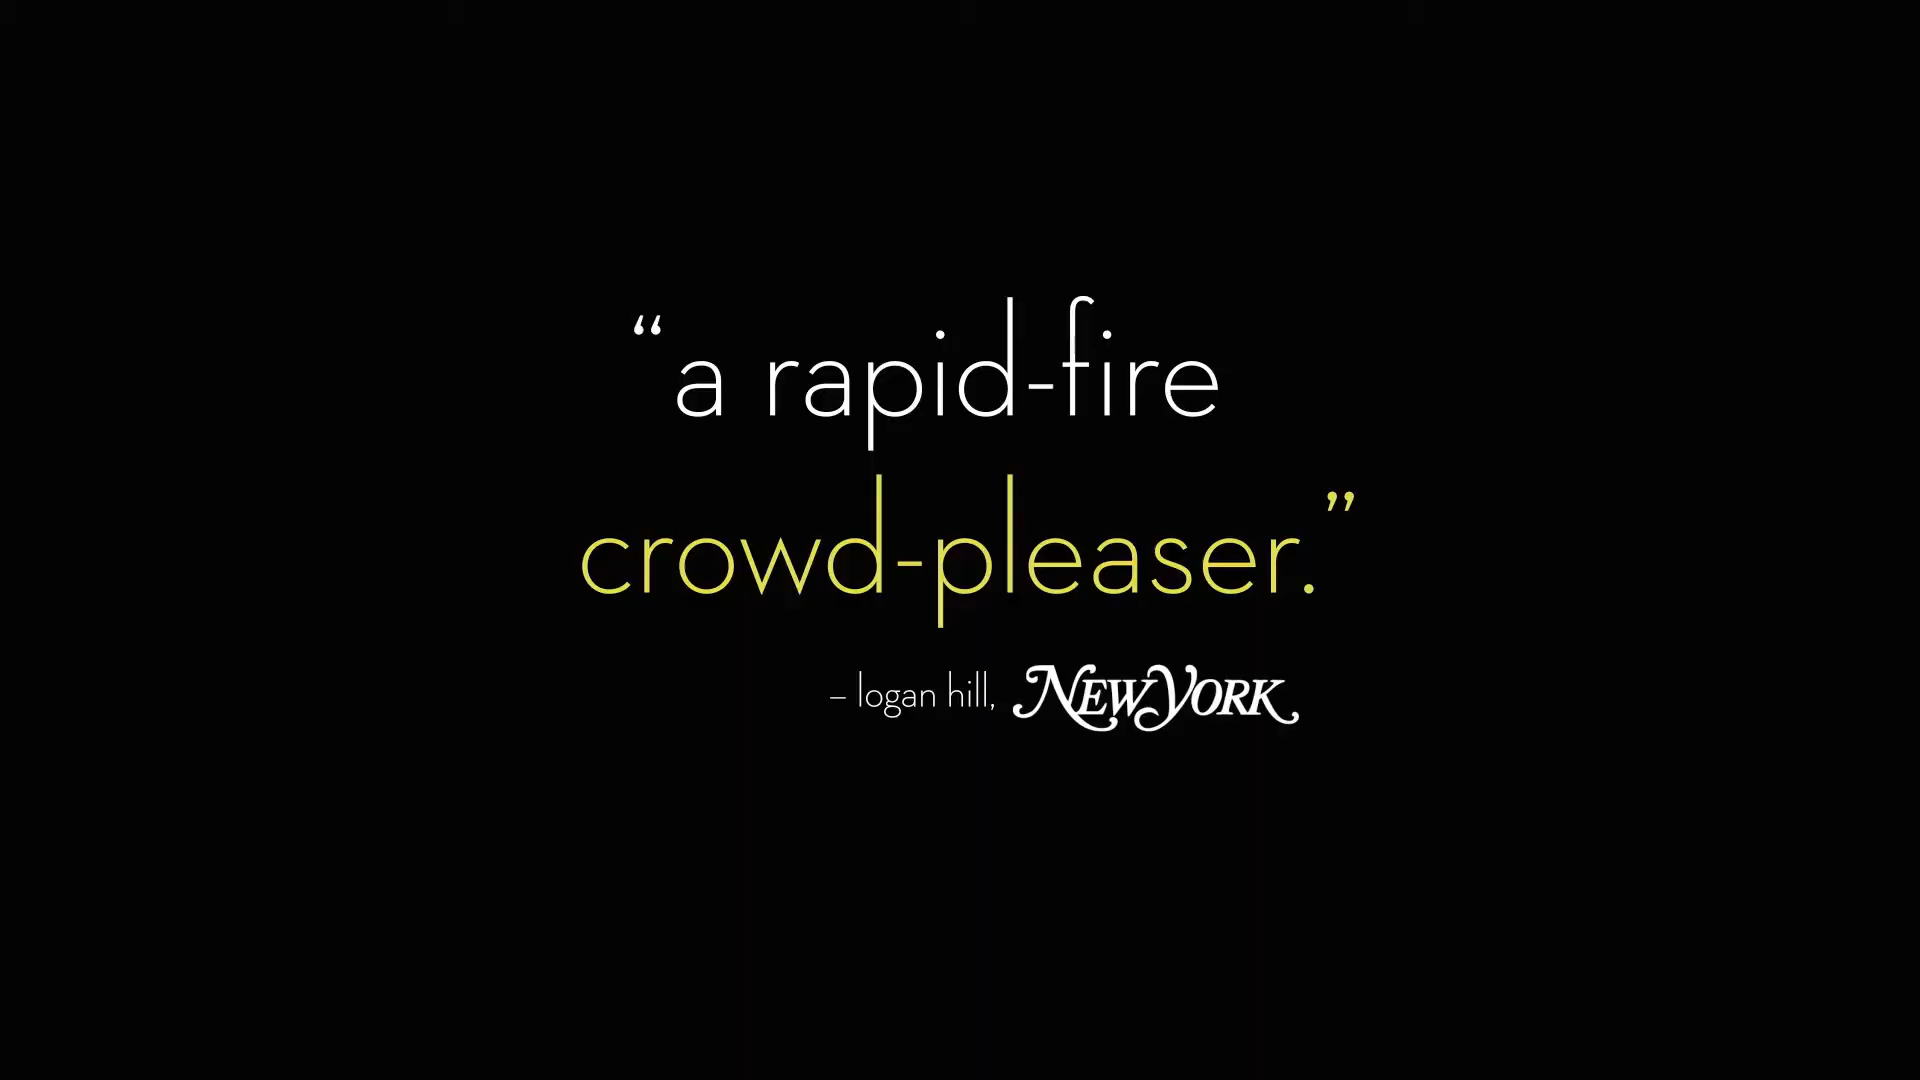 “a rapid-fire
crowd-pleaser.”
– logan hill, NEW YORK